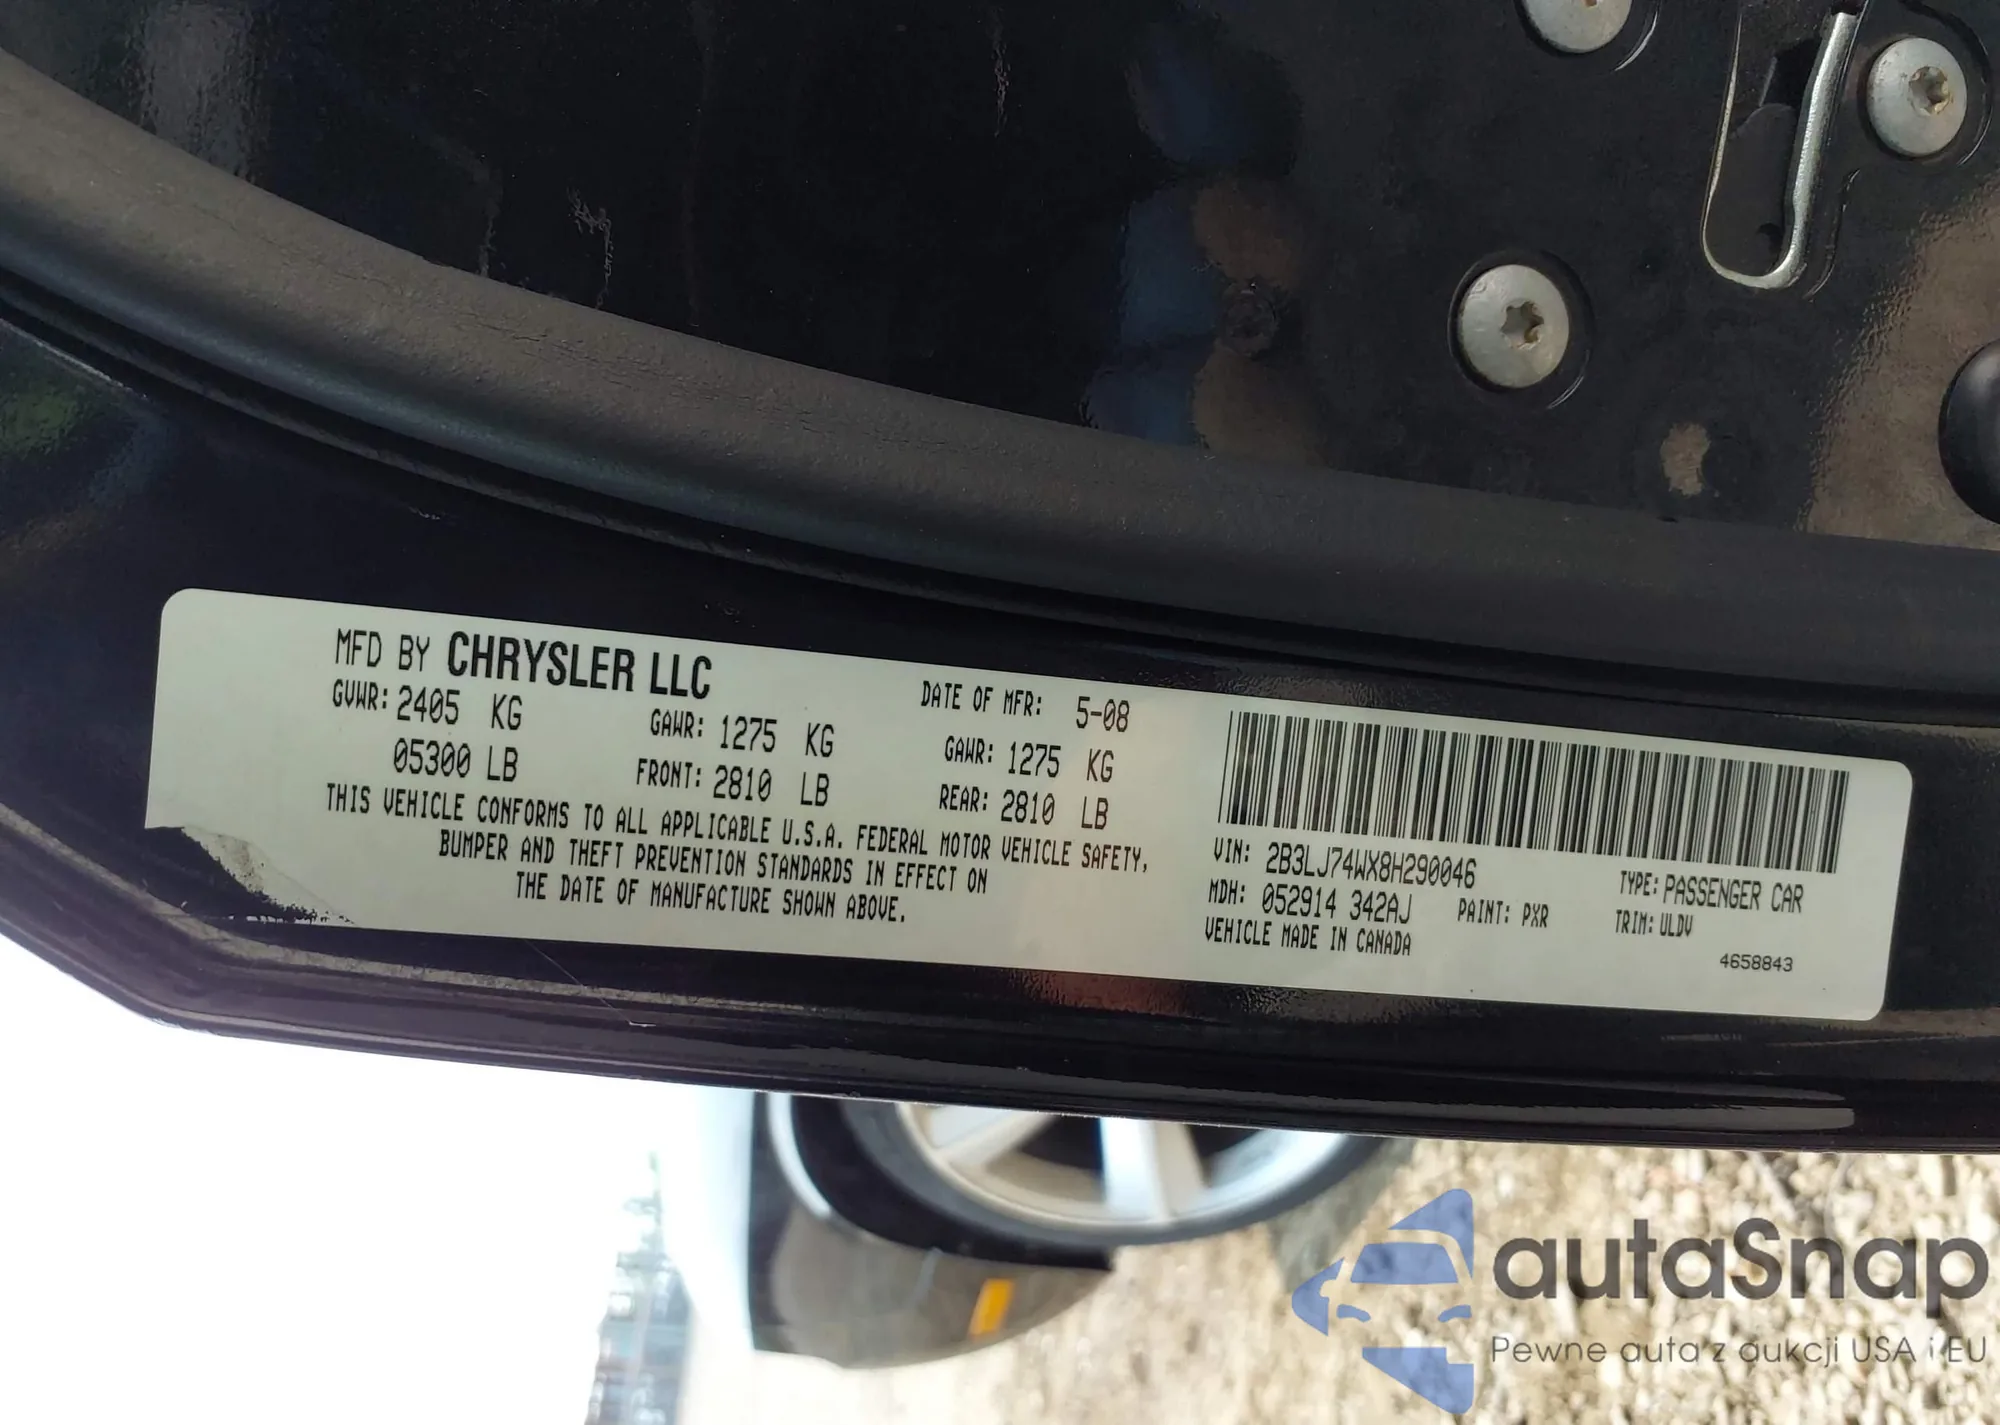 MFD BY CHRYSLER LLC
DATE OF MFR: 5-08
GVWR: 2405 KG GAWR: 1275 KG GAWR: 1275 KG
05300 LB FRONT: 2810 LB REAR: 2810 LB
THIS VEHICLE CONFORMS TO ALL APPLICABLE U.S.A. FEDERAL MOTOR VEHICLE SAFETY,
BUMPER AND THEFT PREVENTION STANDARDS IN EFFECT ON
THE DATE OF MANUFACTURE SHOWN ABOVE.
VIN: 2B3LJ74WX8H290046 TYPE: PASSENGER CAR
MDH: 052914 342AJ PAINT: PXR TRIM: ULDV
VEHICLE MADE IN CANADA
4658843
autaSnap
Pewne auta z aukcji USA i EU